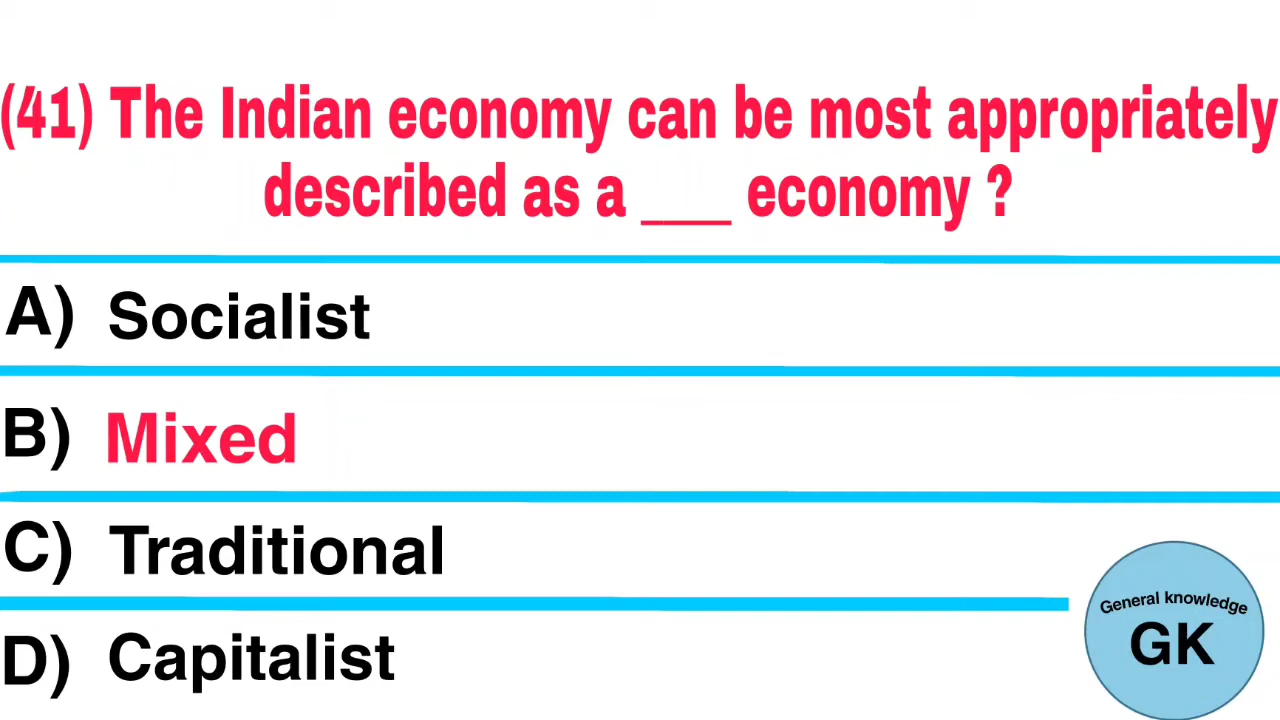 (41) The Indian economy can be most appropriately
described as a ___ economy ?
A) Socialist
B) Mixed
C) Traditional
D) Capitalist
General knowledge
GK